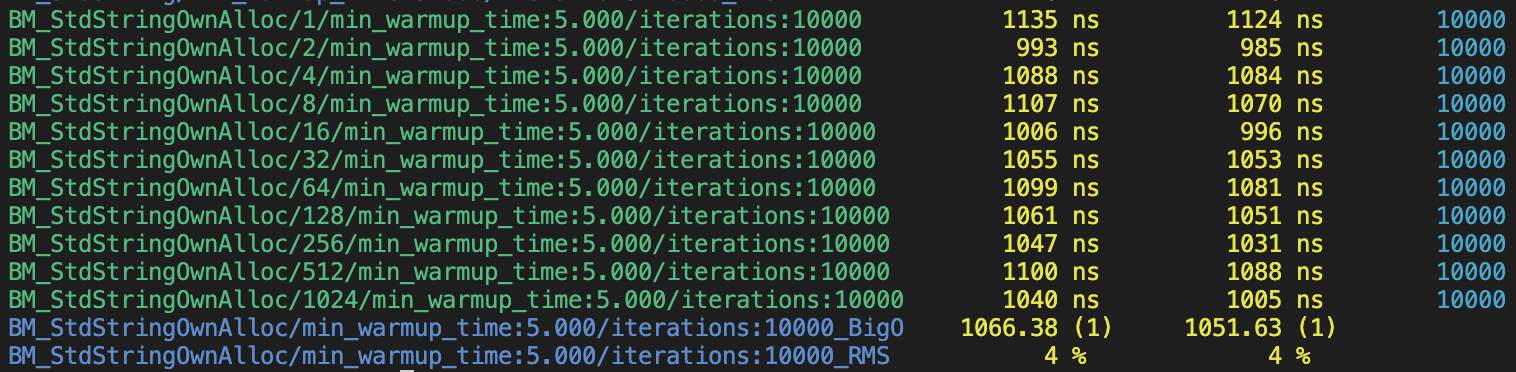 BM_StdStringOwnAlloc/1/min_warmup_time:5.000/iterations:10000 1135 ns 1124 ns 10000
BM_StdStringOwnAlloc/2/min_warmup_time:5.000/iterations:10000 993 ns 985 ns 10000
BM_StdStringOwnAlloc/4/min_warmup_time:5.000/iterations:10000 1088 ns 1084 ns 10000
BM_StdStringOwnAlloc/8/min_warmup_time:5.000/iterations:10000 1107 ns 1070 ns 10000
BM_StdStringOwnAlloc/16/min_warmup_time:5.000/iterations:10000 1006 ns 996 ns 10000
BM_StdStringOwnAlloc/32/min_warmup_time:5.000/iterations:10000 1055 ns 1053 ns 10000
BM_StdStringOwnAlloc/64/min_warmup_time:5.000/iterations:10000 1099 ns 1081 ns 10000
BM_StdStringOwnAlloc/128/min_warmup_time:5.000/iterations:10000 1061 ns 1051 ns 10000
BM_StdStringOwnAlloc/256/min_warmup_time:5.000/iterations:10000 1047 ns 1031 ns 10000
BM_StdStringOwnAlloc/512/min_warmup_time:5.000/iterations:10000 1100 ns 1088 ns 10000
BM_StdStringOwnAlloc/1024/min_warmup_time:5.000/iterations:10000 1040 ns 1005 ns 10000
BM_StdStringOwnAlloc/min_warmup_time:5.000/iterations:10000_BigO 1066.38 (1) 1051.63 (1)
BM_StdStringOwnAlloc/min_warmup_time:5.000/iterations:10000_RMS 4 % 4 %